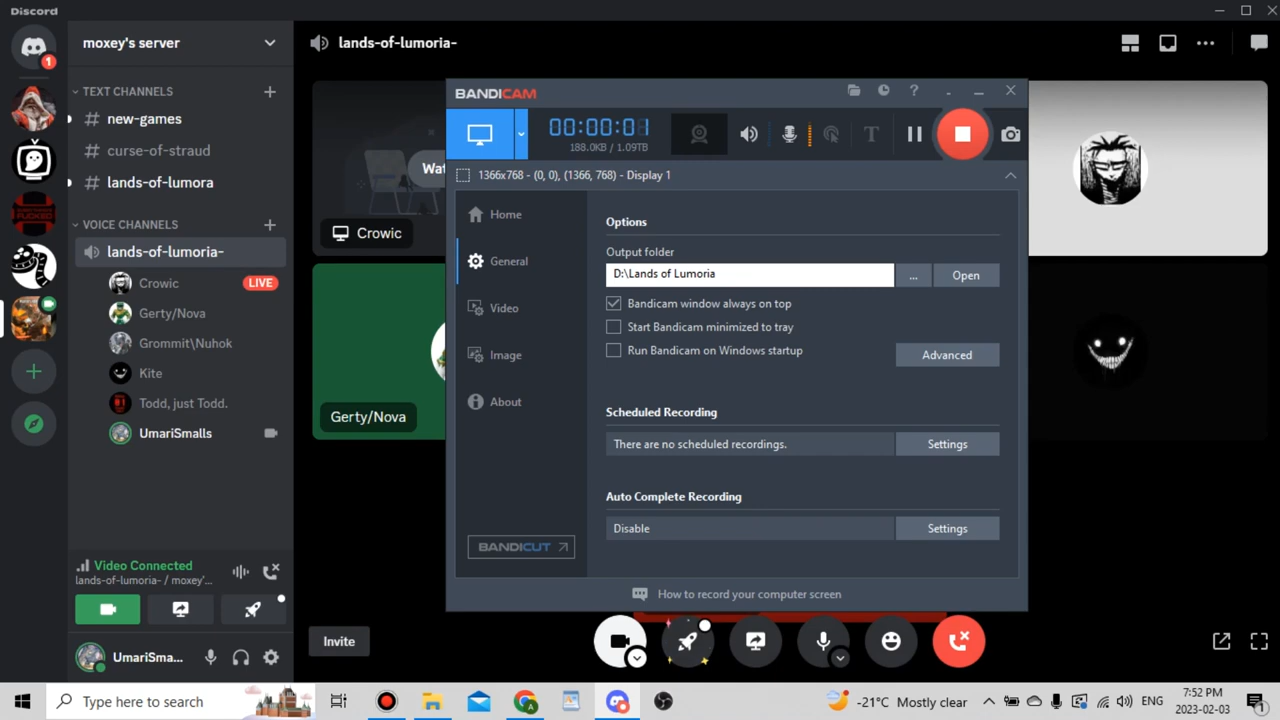 Discord
moxey's server
TEXT CHANNELS
new-games
curse-of-straud
lands-of-lumora
VOICE CHANNELS
lands-of-lumoria-
Crowic
LIVE
Gerty/Nova
Grommit\Nuhok
Kite
Todd, just Todd.
UmariSmalls
Video Connected
lands-of-lumoria- / moxey'...
UmariSma...
1
lands-of-lumoria-
Wat
Crowic
Gerty/Nova
Invite
BANDICAM
00:00:01
188.0KB / 1.09TB
T
?
1366x768 - (0, 0), (1366, 768) - Display 1
Home
General
Video
Image
About
BANDICUT
Options
Output folder
D:\Lands of Lumoria
...
Open
Bandicam window always on top
Start Bandicam minimized to tray
Run Bandicam on Windows startup
Advanced
Scheduled Recording
There are no scheduled recordings.
Settings
Auto Complete Recording
Disable
Settings
How to record your computer screen
Type here to search
-21°C Mostly clear
ENG
7:52 PM
2023-02-03
1